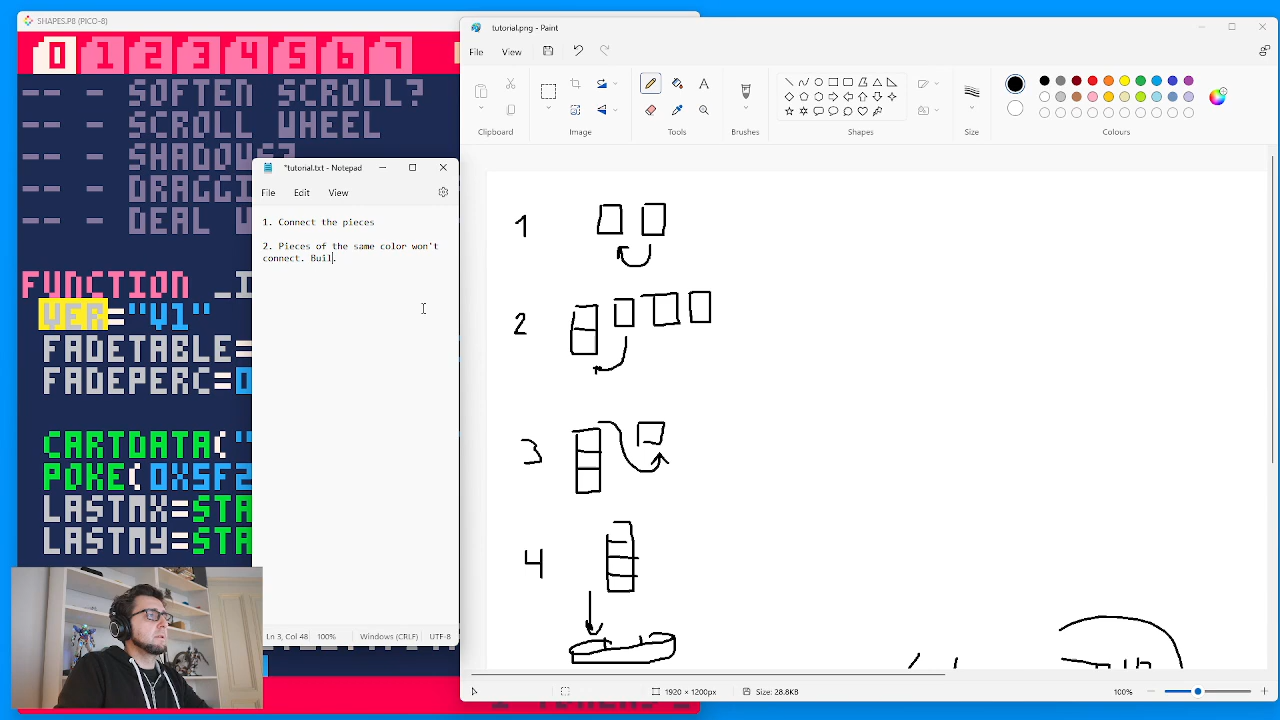 SHAPES.P8 (PICO-8)
0 1 2 3 4 5 6 7
-- - SOFTEN SCROLL?
-- - SCROLL WHEEL
-- - SHADOWS?
-- - DRAGGI
-- - DEAL
FUNCTION _I
VER="V1"
FADETABLE=
FADEPERC=0
CARTDATA("
POKE(0X5F2
LASTMX=STA
LASTMY=STA
*tutorial.txt - Notepad
File Edit View
1. Connect the pieces
2. Pieces of the same color won't
connect. Buil.
Ln 3, Col 48 100% Windows (CRLF) UTF-8
tutorial.png - Paint
File View
Clipboard Image Tools Brushes Shapes Size Colours
1
2
3
4
1920 × 1200px Size: 28.8KB 100%